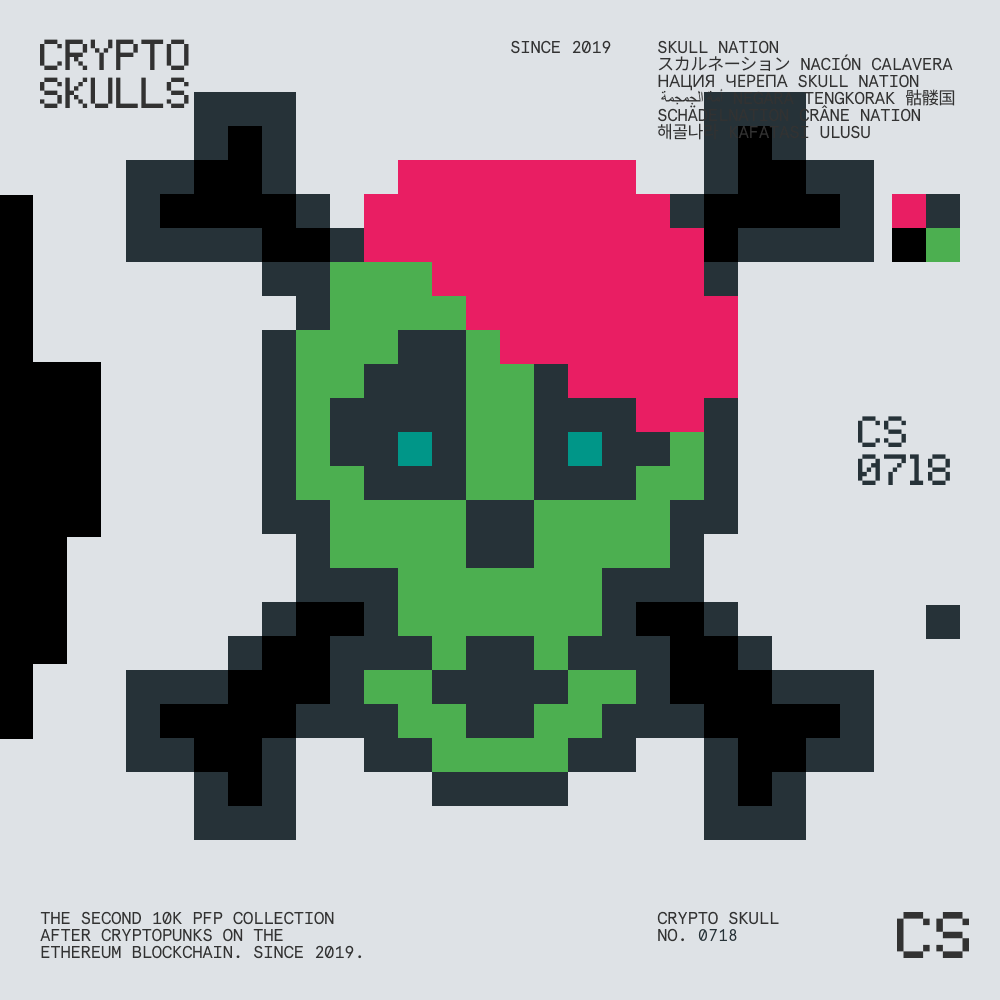 CRYPTO
SKULLS
SINCE 2019
SKULL NATION
スカルネーション NACIÓN CALAVERA
НАЦИЯ ЧЕРЕПА SKULL NATION
TENGKORAK 骷髅国
CRÂNE NATION
해골나 ULUSU
CS
0718
THE SECOND 10K PFP COLLECTION
AFTER CRYPTOPUNKS ON THE
ETHEREUM BLOCKCHAIN. SINCE 2019.
CRYPTO SKULL
NO. 0718
CS